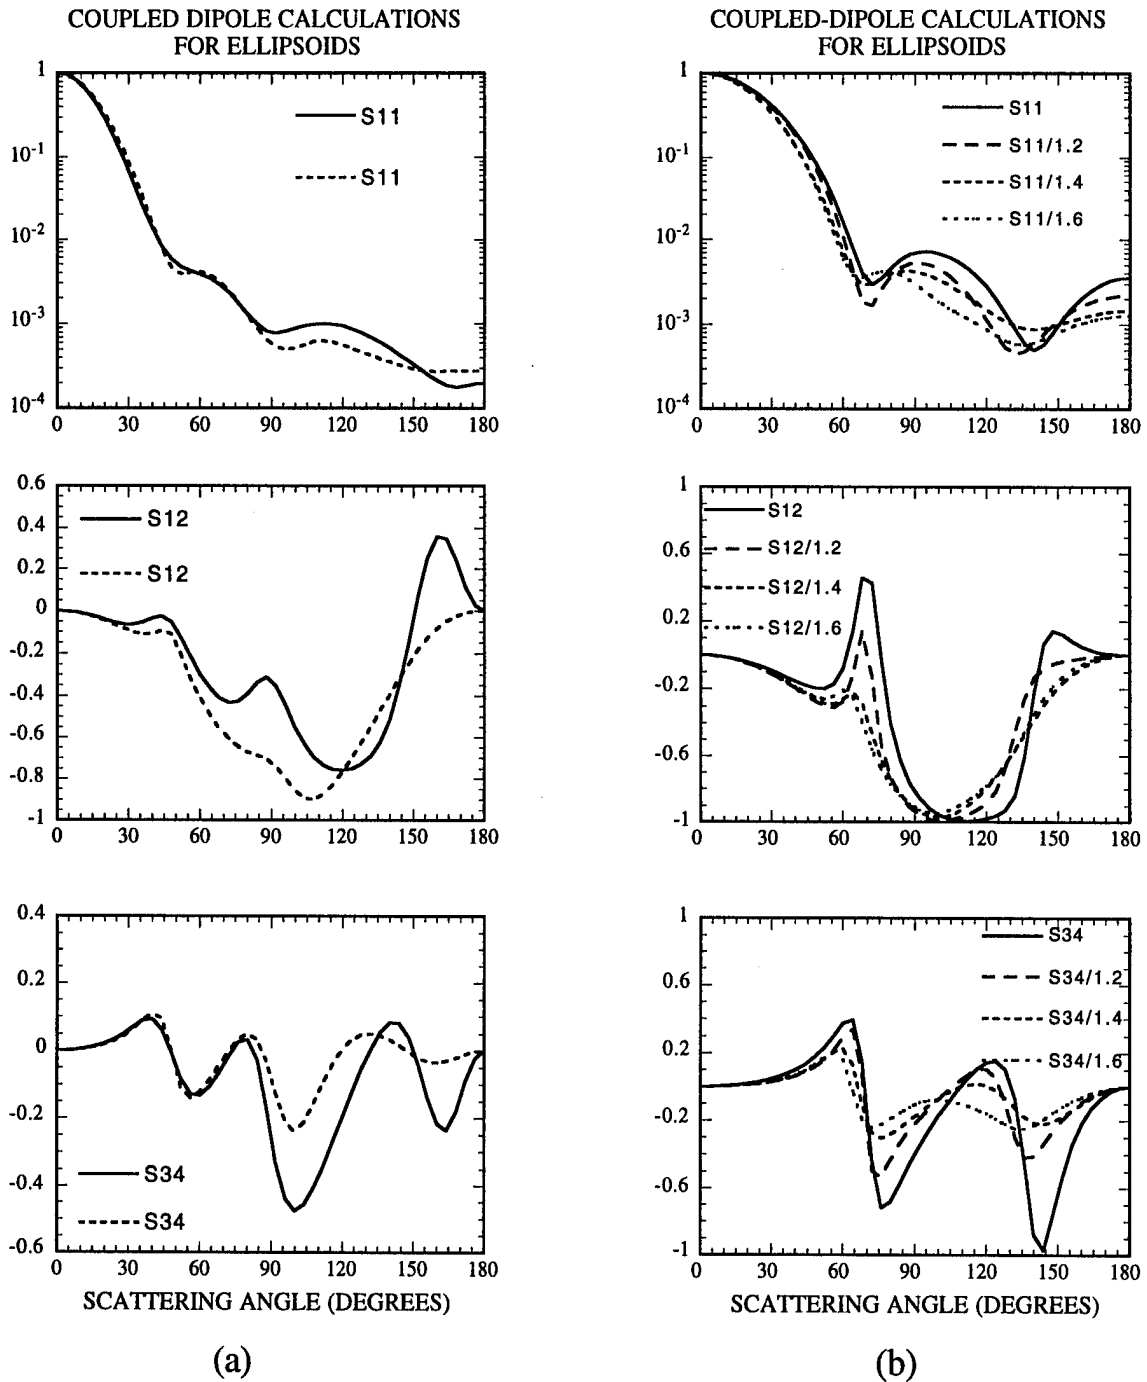 COUPLED DIPOLE CALCULATIONS
FOR ELLIPSOIDS
1
10-1
10-2
10-3
10-4
S11
S11
0 30 60 90 120 150 180
0.6
0.4
0.2
0
-0.2
-0.4
-0.6
-0.8
-1
S12
S12
0 30 60 90 120 150 180
0.4
0.2
0
-0.2
-0.4
-0.6
S34
S34
0 30 60 90 120 150 180
SCATTERING ANGLE (DEGREES)
(a)
COUPLED-DIPOLE CALCULATIONS
FOR ELLIPSOIDS
1
10-1
10-2
10-3
10-4
S11
S11/1.2
S11/1.4
S11/1.6
0 30 60 90 120 150 180
1
0.6
0.2
-0.2
-0.6
-1
S12
S12/1.2
S12/1.4
S12/1.6
0 30 60 90 120 150 180
1
0.6
0.2
-0.2
-0.6
-1
S34
S34/1.2
S34/1.4
S34/1.6
0 30 60 90 120 150 180
SCATTERING ANGLE (DEGREES)
(b)